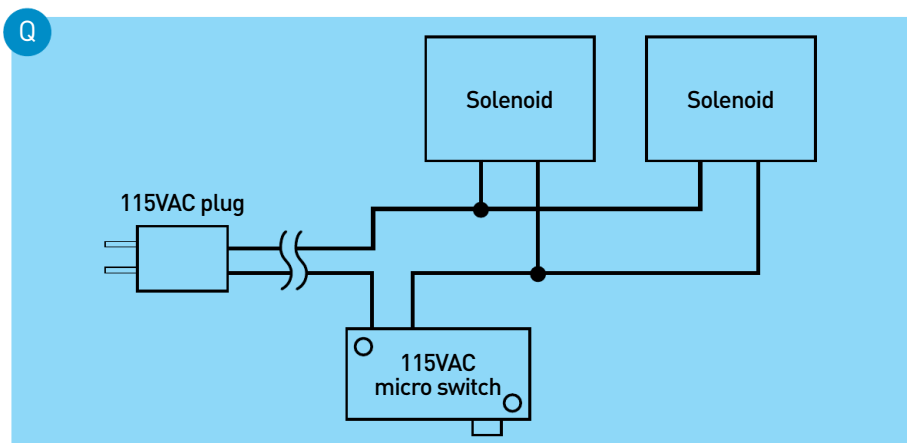 Q
Solenoid
Solenoid
115VAC plug
115VAC
micro switch